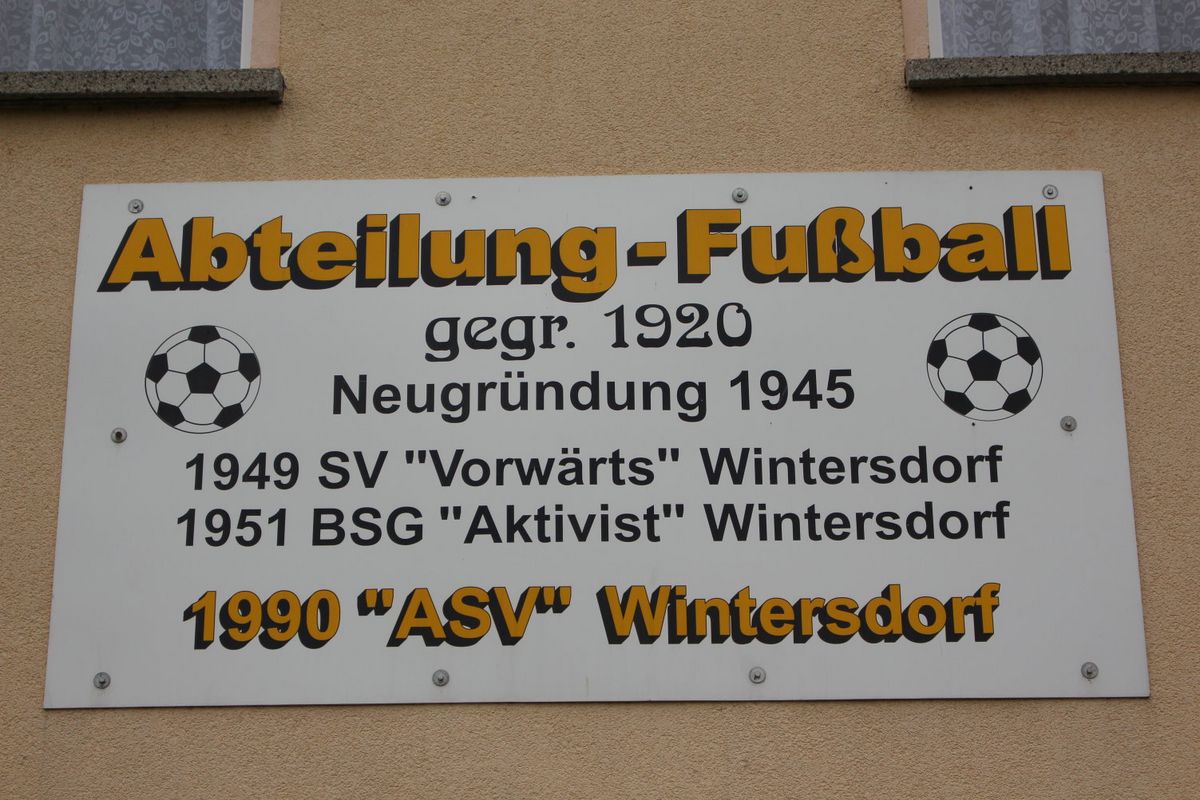 Abteilung-Fußball
gegr. 1920
Neugründung 1945
1949 SV "Vorwärts" Wintersdorf
1951 BSG "Aktivist" Wintersdorf
1990 "ASV" Wintersdorf